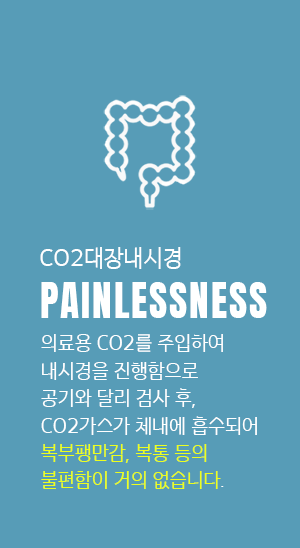 CO2대장내시경
PAINLESSNESS
의료용 CO2를 주입하여
내시경을 진행함으로
공기와 달리 검사 후,
CO2가스가 체내에 흡수되어
복부팽만감, 복통 등의
불편함이 거의 없습니다.